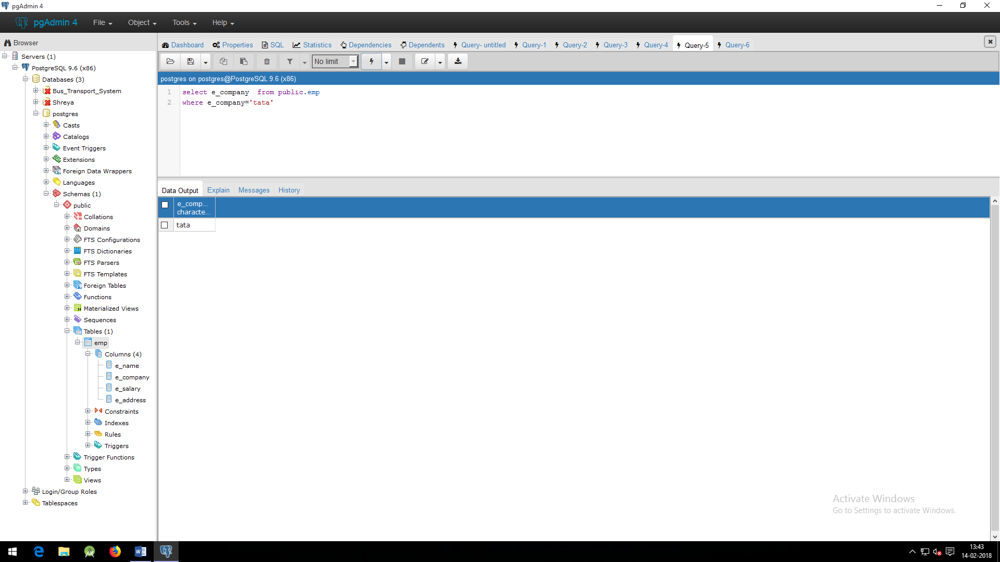 pgAdmin 4
pgAdmin 4 File Object Tools Help
Browser
Servers (1)
PostgreSQL 9.6 (x86)
Databases (3)
Bus_Transport_System
Shreya
postgres
Casts
Catalogs
Event Triggers
Extensions
Foreign Data Wrappers
Languages
Schemas (1)
public
Collations
Domains
FTS Configurations
FTS Dictionaries
FTS Parsers
FTS Templates
Foreign Tables
Functions
Materialized Views
Sequences
Tables (1)
emp
Columns (4)
e_name
e_company
e_salary
e_address
Constraints
Indexes
Rules
Triggers
Trigger Functions
Types
Views
Login/Group Roles
Tablespaces
Dashboard Properties SQL Statistics Dependencies Dependents Query- untitled Query-1 Query-2 Query-3 Query-4 Query-5 Query-6
No limit
postgres on postgres@PostgreSQL 9.6 (x86)
1 select e_company  from public.emp
2 where e_company='tata'
Data Output Explain Messages History
e_comp...
characte...
tata
Activate Windows
Go to Settings to activate Windows.
13:43
14-02-2018